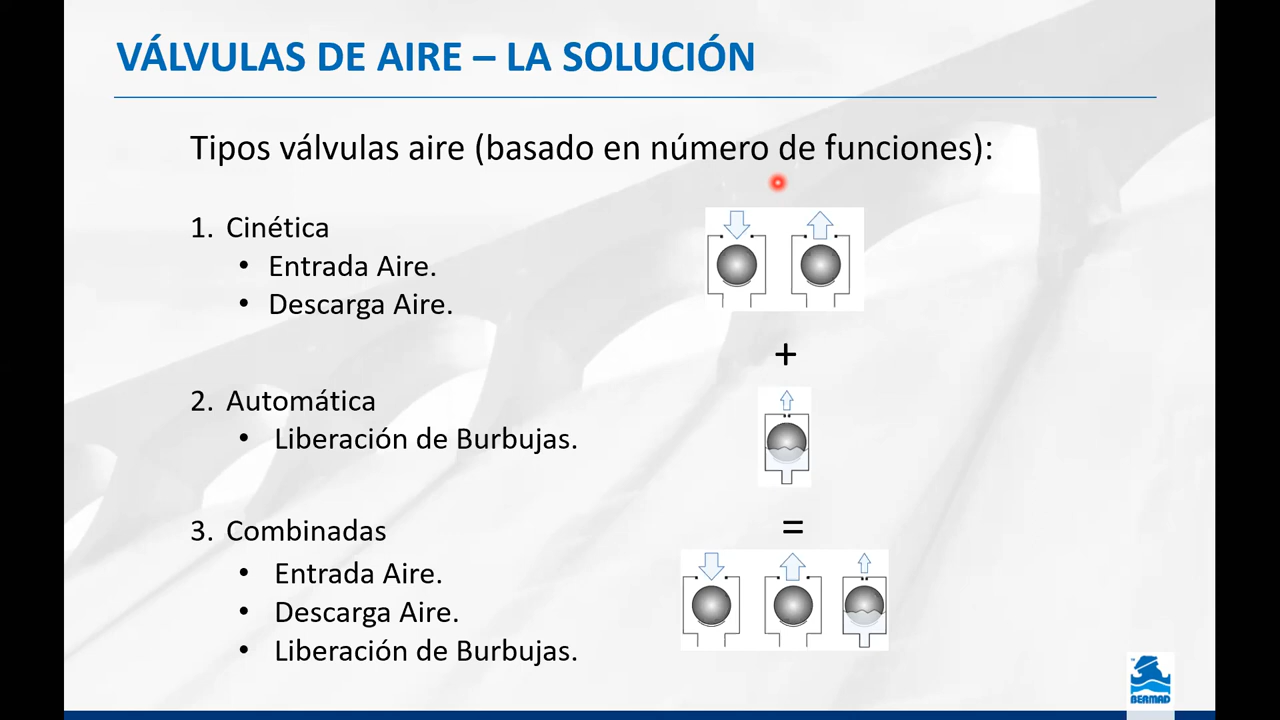 VÁLVULAS DE AIRE – LA SOLUCIÓN
Tipos válvulas aire (basado en número de funciones):
1. Cinética
• Entrada Aire.
• Descarga Aire.
+
2. Automática
• Liberación de Burbujas.
=
3. Combinadas
• Entrada Aire.
• Descarga Aire.
• Liberación de Burbujas.
BERMAD